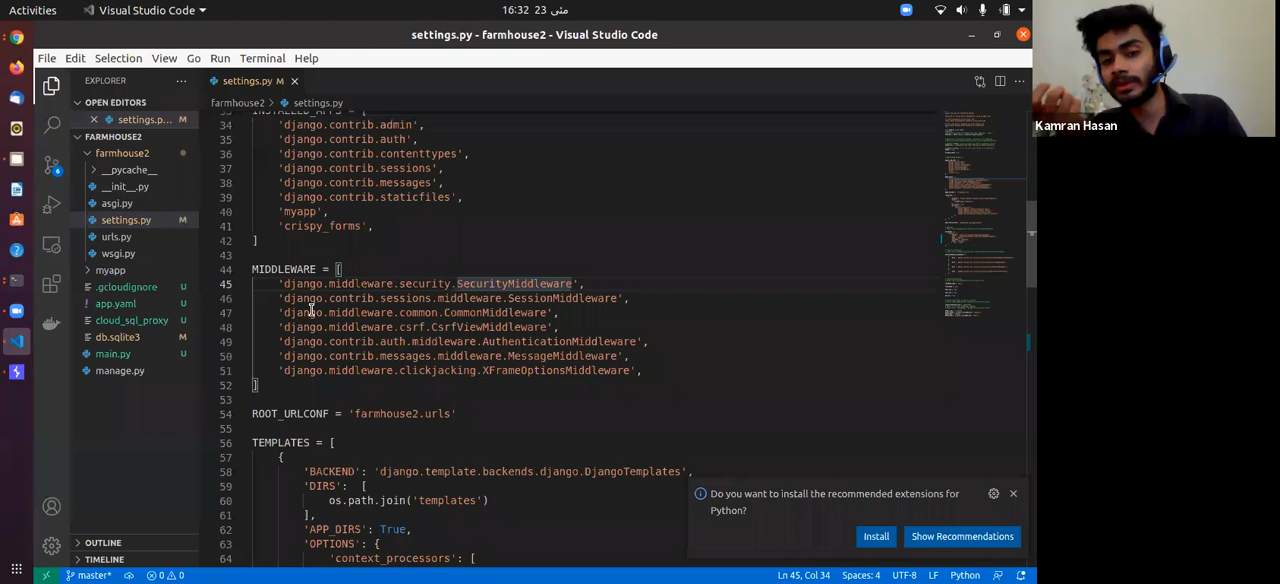 Activities
Visual Studio Code
16:32 23 مئی
settings.py - farmhouse2 - Visual Studio Code
File Edit Selection View Go Run Terminal Help
EXPLORER
OPEN EDITORS
settings.p... M
FARMHOUSE2
farmhouse2
__pycache__
__init__.py
asgi.py
settings.py M
urls.py
wsgi.py
myapp
.gcloudignore U
app.yaml U
cloud_sql_proxy U
db.sqlite3 M
main.py U
manage.py
OUTLINE
TIMELINE
settings.py M
farmhouse2 > settings.py
33 INSTALLED_APPS = [
34 'django.contrib.admin',
35 'django.contrib.auth',
36 'django.contrib.contenttypes',
37 'django.contrib.sessions',
38 'django.contrib.messages',
39 'django.contrib.staticfiles',
40 'myapp',
41 'crispy_forms',
42 ]
43
44 MIDDLEWARE = [
45 'django.middleware.security.SecurityMiddleware',
46 'django.contrib.sessions.middleware.SessionMiddleware',
47 'django.middleware.common.CommonMiddleware',
48 'django.middleware.csrf.CsrfViewMiddleware',
49 'django.contrib.auth.middleware.AuthenticationMiddleware',
50 'django.contrib.messages.middleware.MessageMiddleware',
51 'django.middleware.clickjacking.XFrameOptionsMiddleware',
52 ]
53
54 ROOT_URLCONF = 'farmhouse2.urls'
55
56 TEMPLATES = [
57 {
58 'BACKEND': 'django.template.backends.django.DjangoTemplates',
59 'DIRS': [
60 os.path.join('templates')
61 ],
62 'APP_DIRS': True,
63 'OPTIONS': {
64 'context_processors': [
Do you want to install the recommended extensions for
Python?
Install
Show Recommendations
master*
0 0
Ln 45, Col 34
Spaces: 4
UTF-8
LF
Python
Kamran Hasan